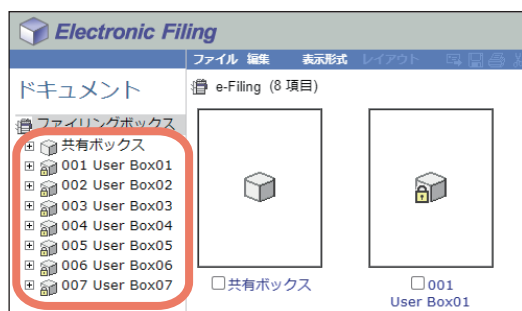 Electronic Filing
ファイル 編集 表示形式 レイアウト
ドキュメント
e-Filing (8 項目)
ファイリングボックス
共有ボックス
001 User Box01
002 User Box02
003 User Box03
004 User Box04
005 User Box05
006 User Box06
007 User Box07
共有ボックス
001
User Box01